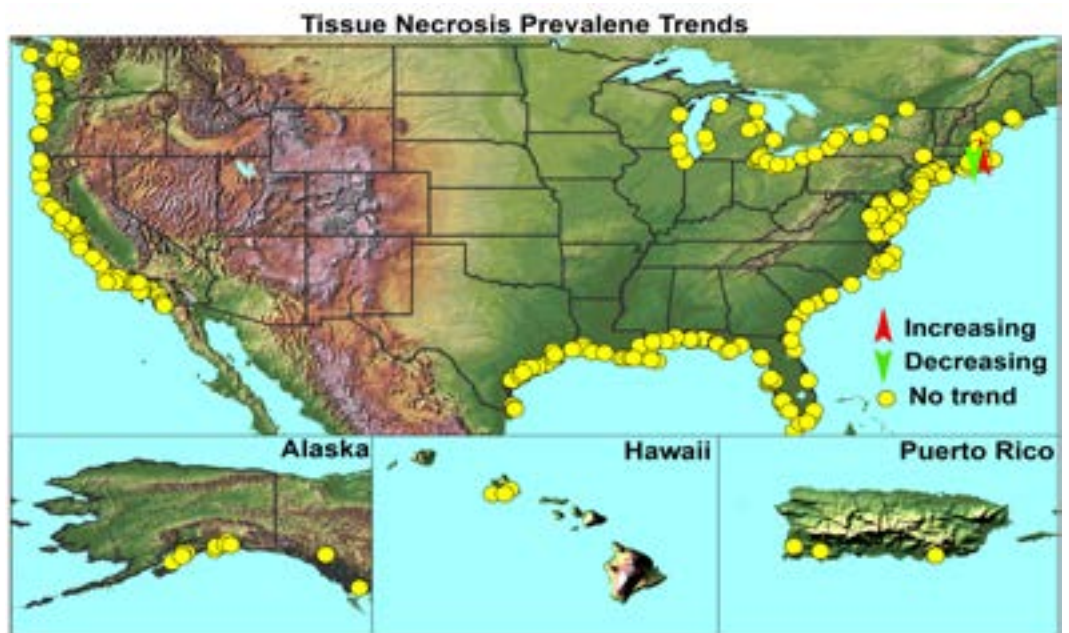 Tissue Necrosis Prevalene Trends
Increasing
Decreasing
No trend
Alaska
Hawaii
Puerto Rico